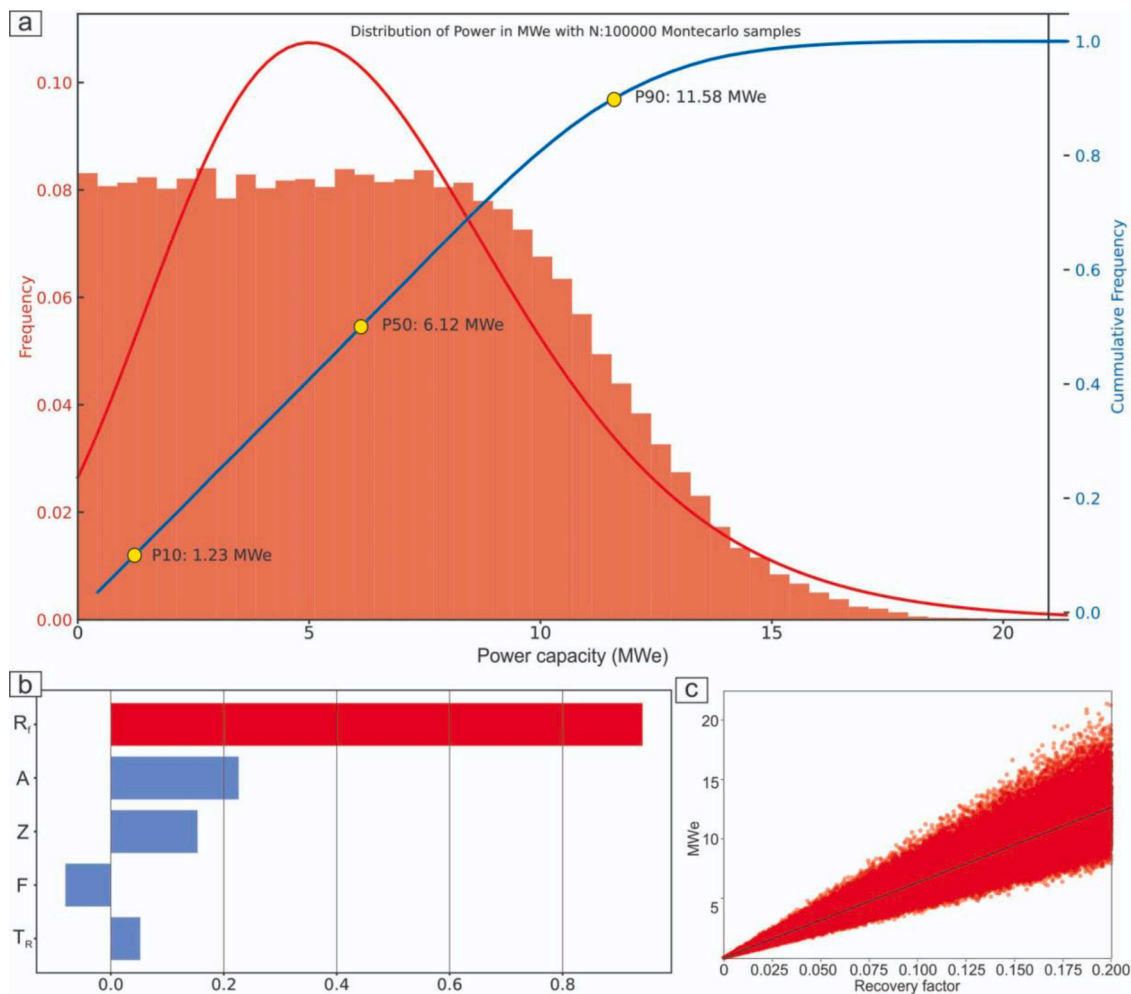 a
Distribution of Power in MWe with N:100000 Montecarlo samples
1.0
0.10
P90: 11.58 MWe
0.8
0.08
0.6
0.06
P50: 6.12 MWe
Frequency
Cummulative Frequency
0.4
0.04
0.2
0.02
P10: 1.23 MWe
0.00
0.0
0 5 10 15 20
Power capacity (MWe)
b
Rf
A
Z
F
TR
0.0 0.2 0.4 0.6 0.8
c
20
15
10
5
MWe
0 0.025 0.050 0.075 0.100 0.125 0.150 0.175 0.200
Recovery factor